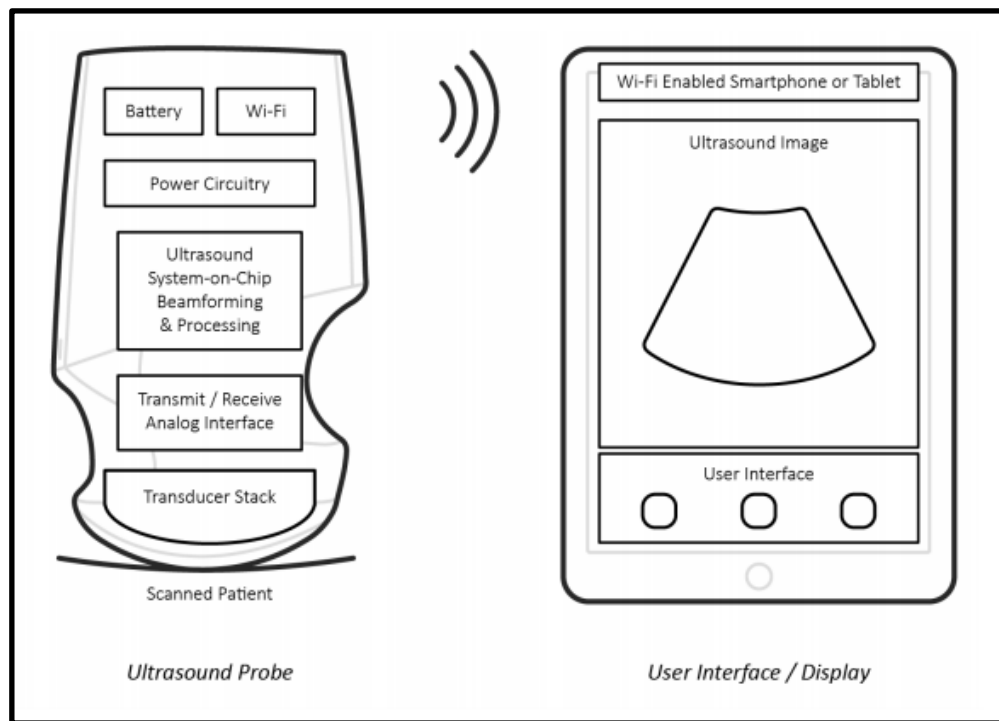 Battery
Wi-Fi
Power Circuitry
Ultrasound
System-on-Chip
Beamforming
& Processing
Transmit / Receive
Analog Interface
Transducer Stack
Scanned Patient
Ultrasound Probe
Wi-Fi Enabled Smartphone or Tablet
Ultrasound Image
User Interface
User Interface / Display